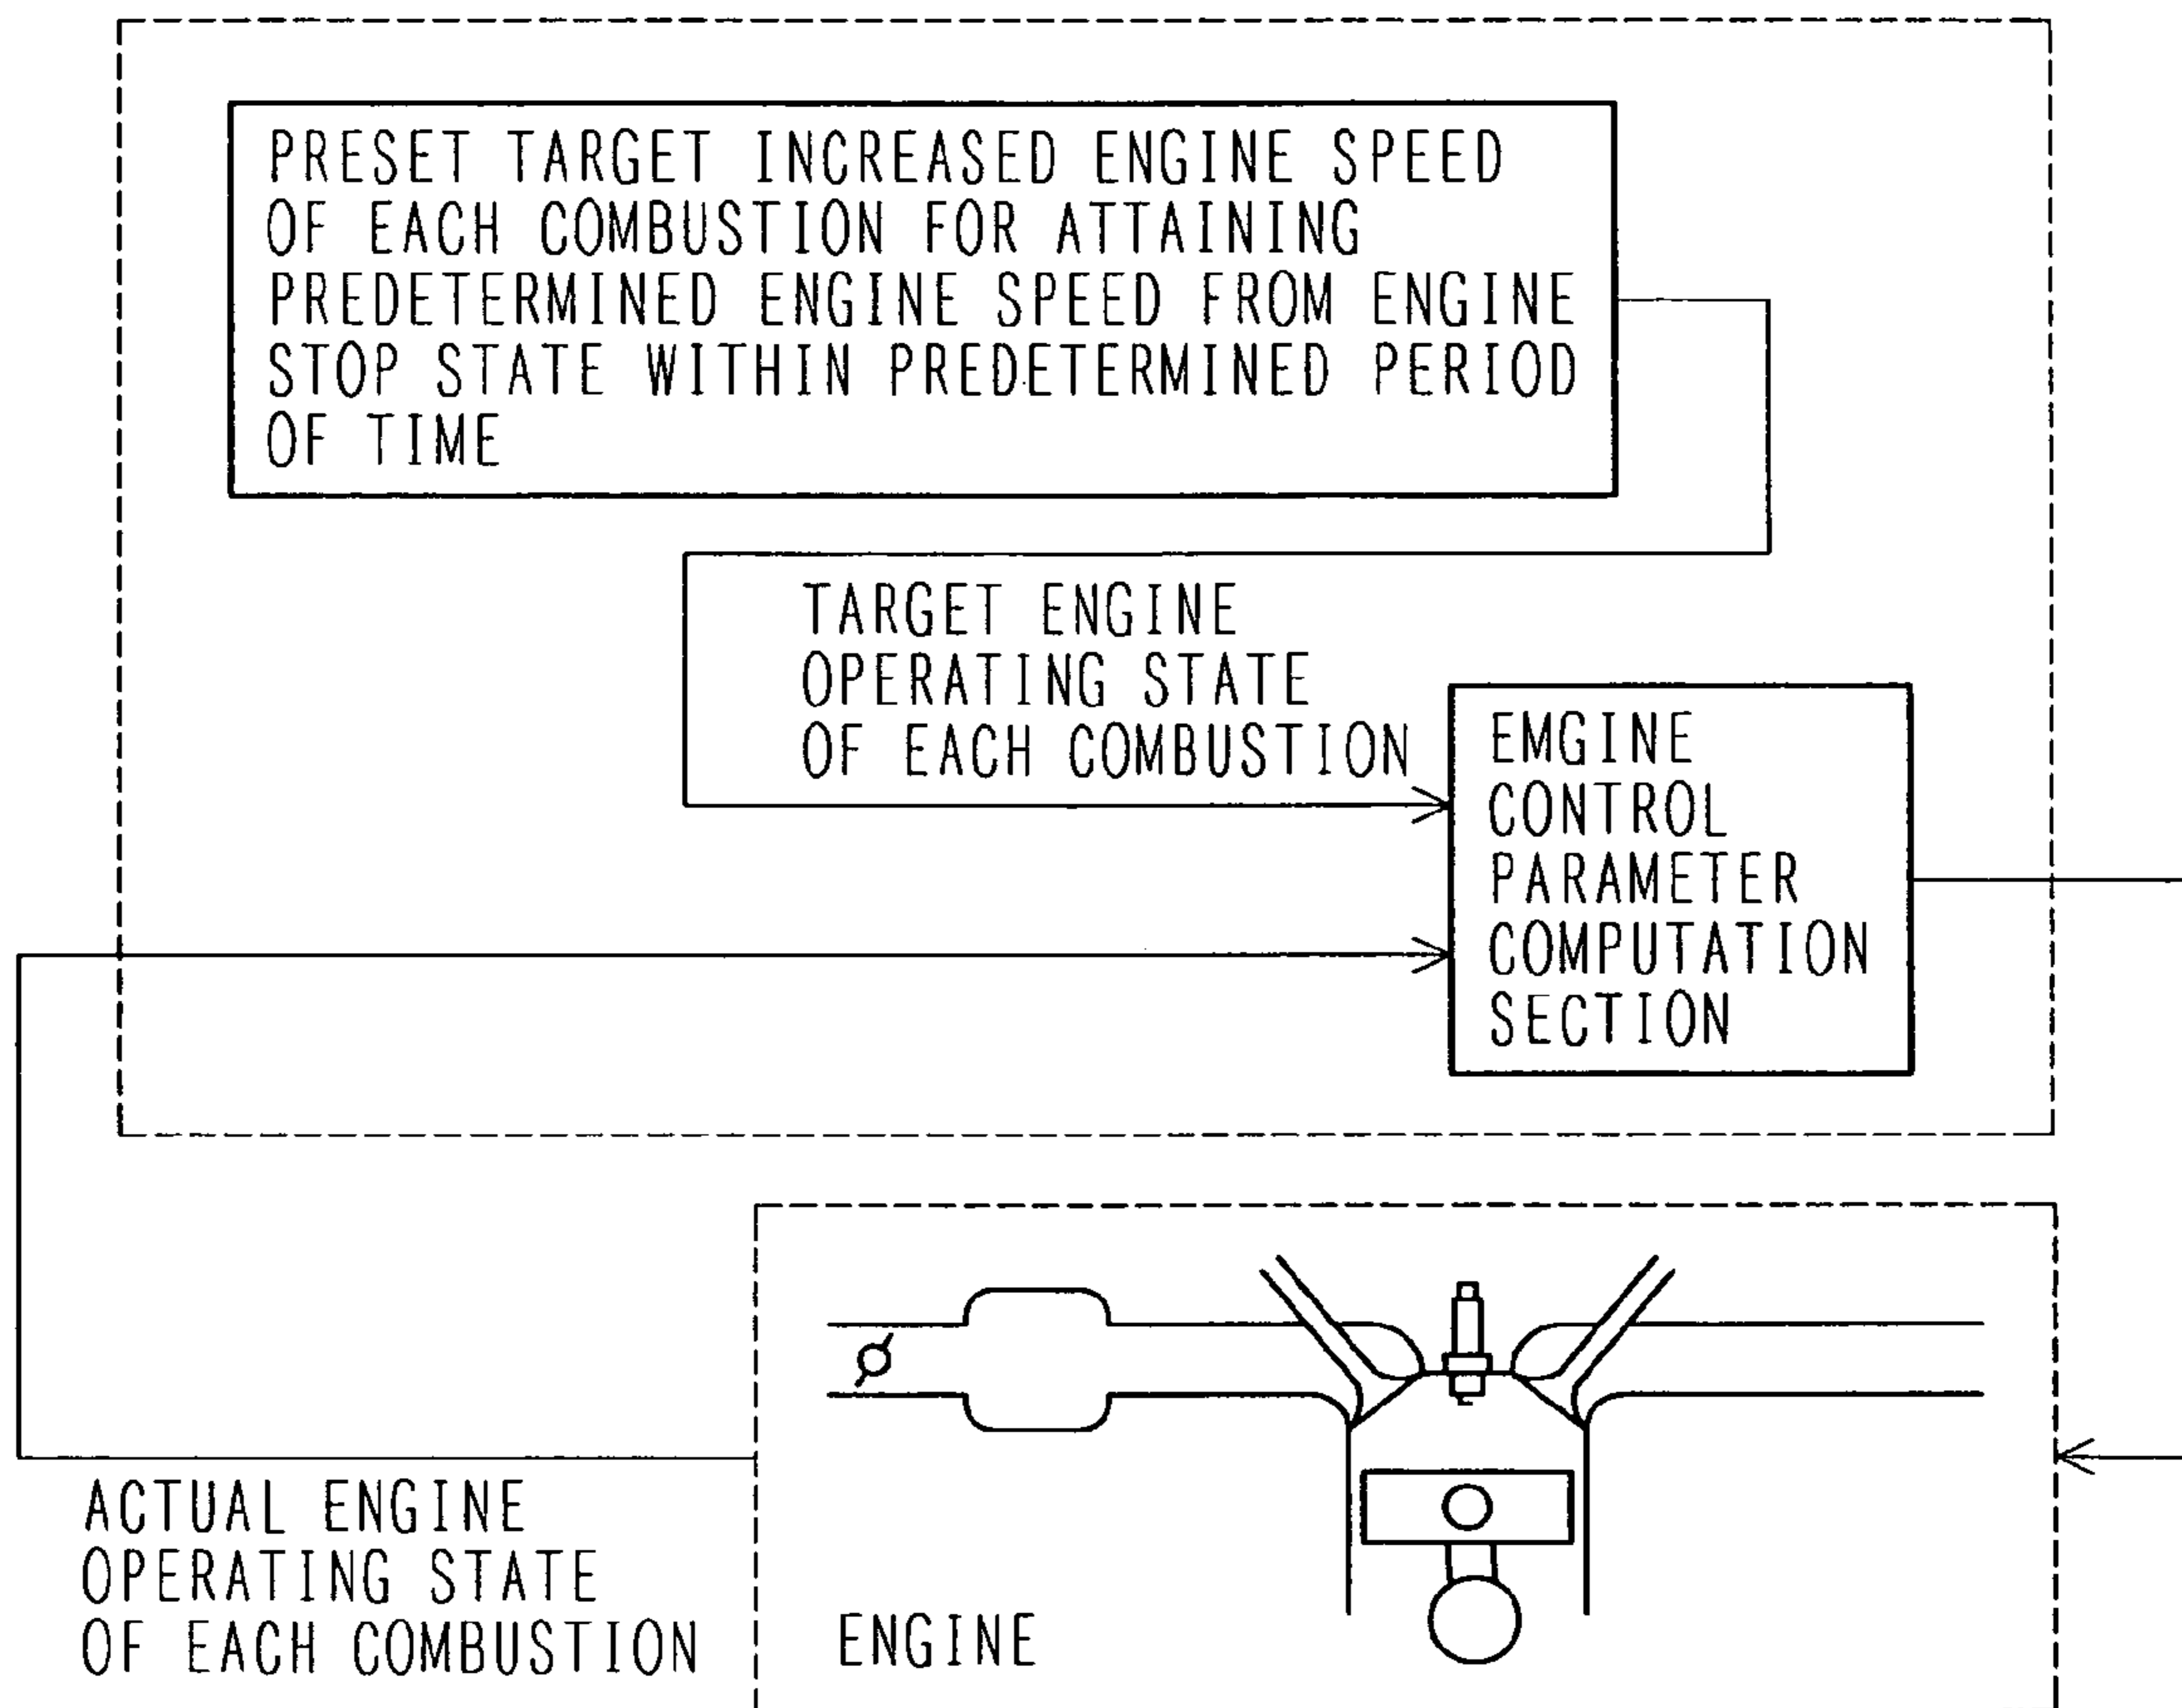 PRESET TARGET INCREASED ENGINE SPEED
OF EACH COMBUSTION FOR ATTAINING
PREDETERMINED ENGINE SPEED FROM ENGINE
STOP STATE WITHIN PREDETERMINED PERIOD
OF TIME
TARGET ENGINE
OPERATING STATE
OF EACH COMBUSTION
EMGINE
CONTROL
PARAMETER
COMPUTATION
SECTION
ACTUAL ENGINE
OPERATING STATE
OF EACH COMBUSTION
ENGINE